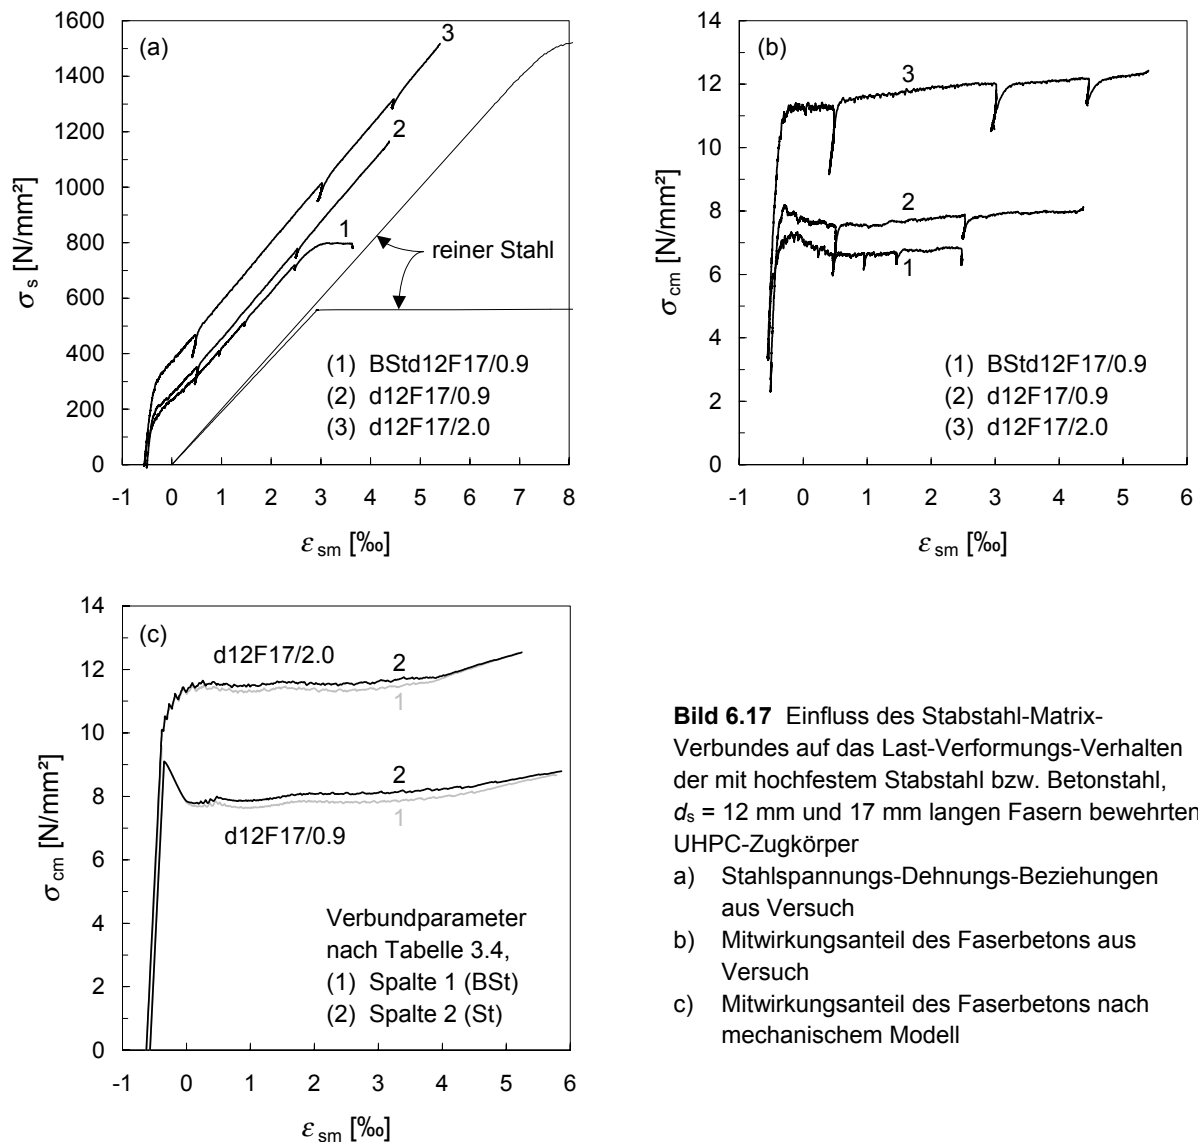 (a)
1600
1400
1200
1000
800
600
400
200
0
-1 0 1 2 3 4 5 6 7 8
σs [N/mm²]
εsm [‰]
3
2
1
reiner Stahl
(1) BStd12F17/0.9
(2) d12F17/0.9
(3) d12F17/2.0
(b)
14
12
10
8
6
4
2
0
-1 0 1 2 3 4 5 6
σcm [N/mm²]
εsm [‰]
3
2
1
(1) BStd12F17/0.9
(2) d12F17/0.9
(3) d12F17/2.0
(c)
14
12
10
8
6
4
2
0
-1 0 1 2 3 4 5 6
σcm [N/mm²]
εsm [‰]
d12F17/2.0
2
1
2
1
d12F17/0.9
Verbundparameter
nach Tabelle 3.4,
(1) Spalte 1 (BSt)
(2) Spalte 2 (St)
Bild 6.17 Einfluss des Stabstahl-Matrix-
Verbundes auf das Last-Verformungs-Verhalten
der mit hochfestem Stabstahl bzw. Betonstahl,
ds = 12 mm und 17 mm langen Fasern bewehrten
UHPC-Zugkörper
a) Stahlspannungs-Dehnungs-Beziehungen
aus Versuch
b) Mitwirkungsanteil des Faserbetons aus
Versuch
c) Mitwirkungsanteil des Faserbetons nach
mechanischem Modell